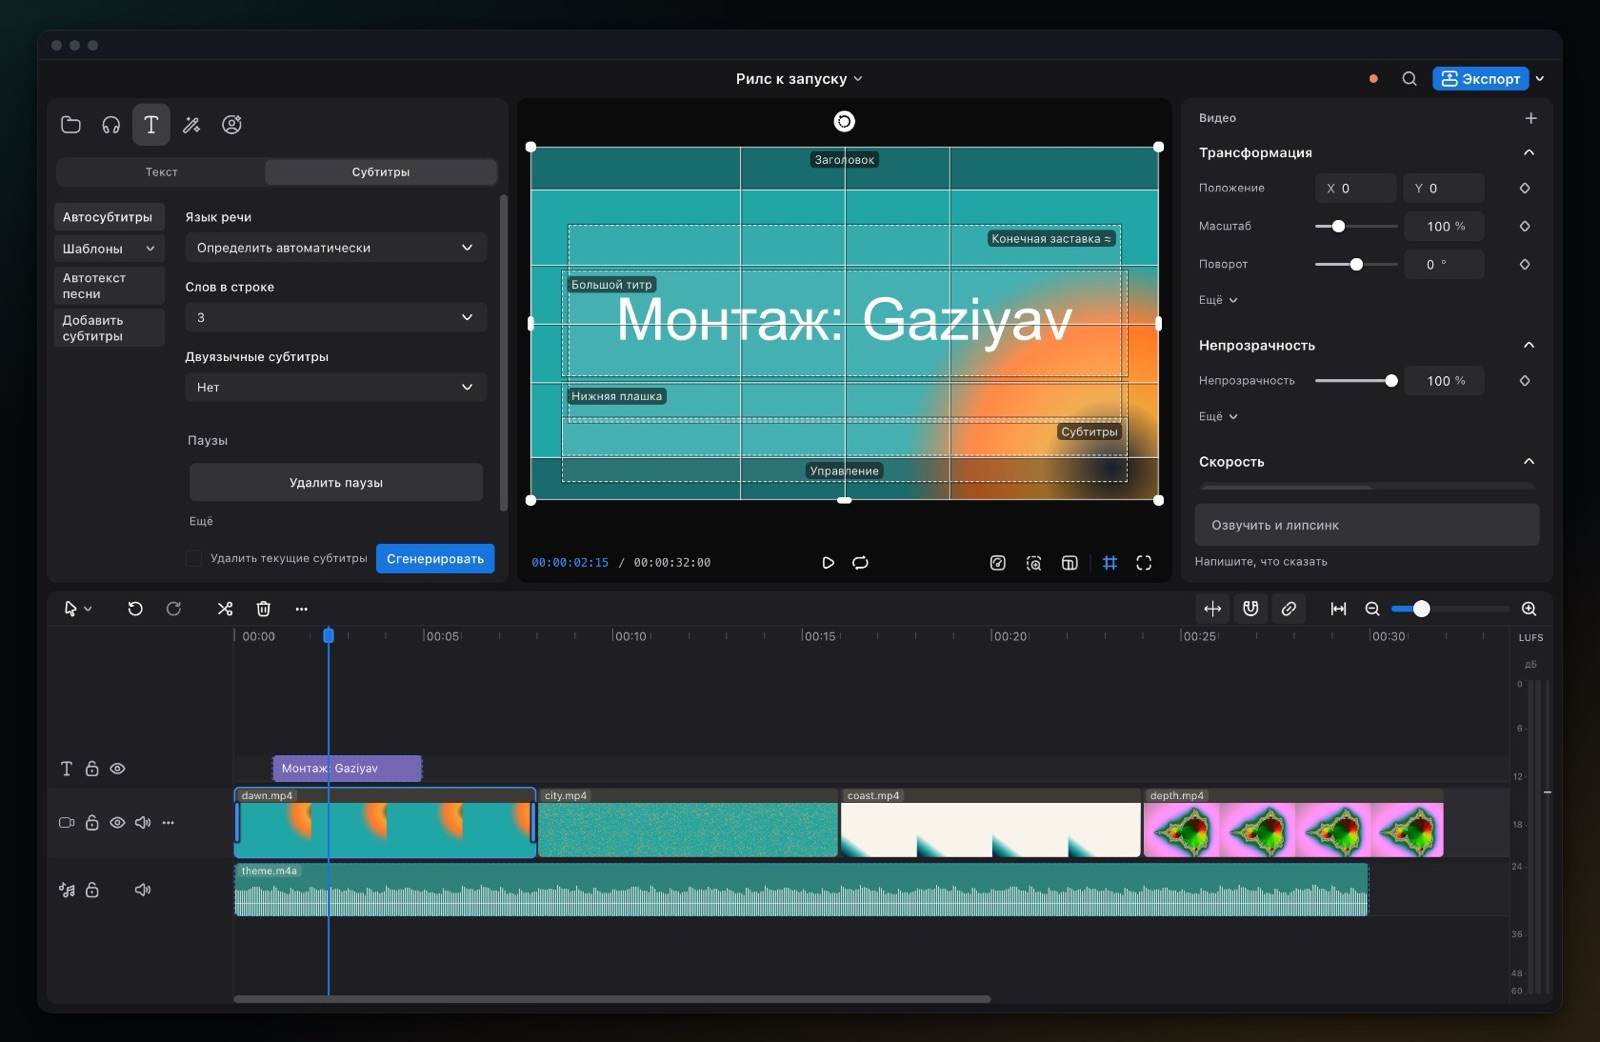 Рилс к запуску
Экспорт
Текст
Субтитры
Автосубтитры
Шаблоны
Автотекст
песни
Добавить
субтитры
Язык речи
Определить автоматически
Слов в строке
3
Двуязычные субтитры
Нет
Паузы
Удалить паузы
Ещё
Удалить текущие субтитры
Сгенерировать
Заголовок
Конечная заставка ≈
Большой титр
Монтаж: Gaziyav
Нижняя плашка
Субтитры
Управление
00:00:02:15 / 00:00:32:00
Видео
Трансформация
Положение X 0 Y 0
Масштаб 100 %
Поворот 0 °
Ещё
Непрозрачность
Непрозрачность 100 %
Ещё
Скорость
Озвучить и липсинк
Напишите, что сказать
00:00 00:05 00:10 00:15 00:20 00:25 00:30
LUFS
дБ
0
6
12
18
24
36
48
60
Монтаж: Gaziyav
dawn.mp4 city.mp4 coast.mp4 depth.mp4
theme.m4a